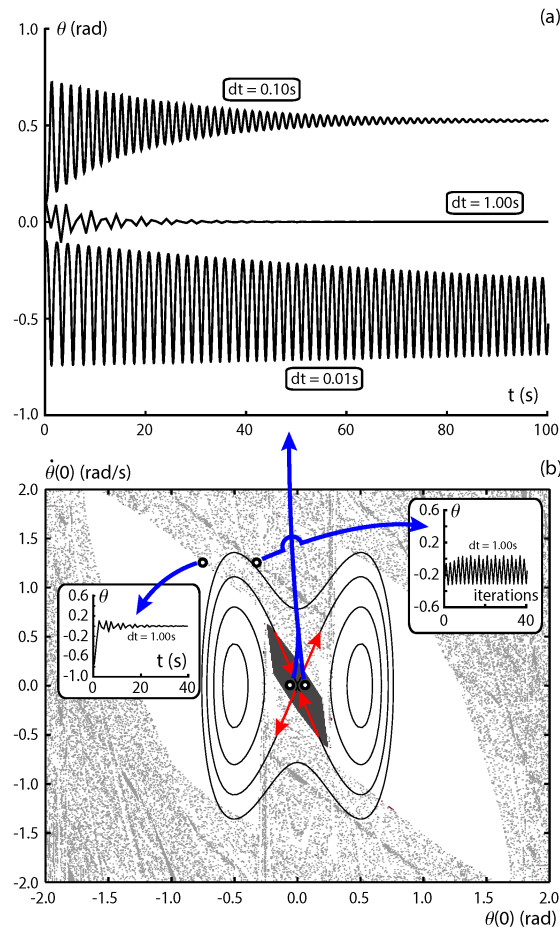 (a)
θ (rad)
1.0
dt = 0.10s
0.5
dt = 1.00s
0.0
-0.5
dt = 0.01s
t (s)
-1.0
0 20 40 60 80 100
θ̇(0) (rad/s)
(b)
2.0
0.6 θ
1.5
0.2
dt = 1.00s
-0.2
iterations
-0.6
0 40
1.0
0.6 θ
0.2
-0.2
dt = 1.00s
-0.6
t (s)
-1.0
0 20 40
0.5
0.0
-0.5
-1.0
-1.5
-2.0
-2.0 -1.5 -1.0 -0.5 0.0 0.5 1.0 1.5 2.0
θ(0) (rad)